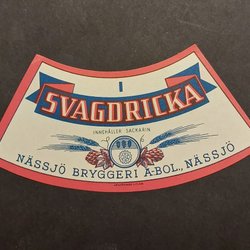 I
SVAGDRICKA
INNEHÅLLER SACKARIN
NÄSSJÖ BRYGGERI A.-BOL., NÄSSJÖ